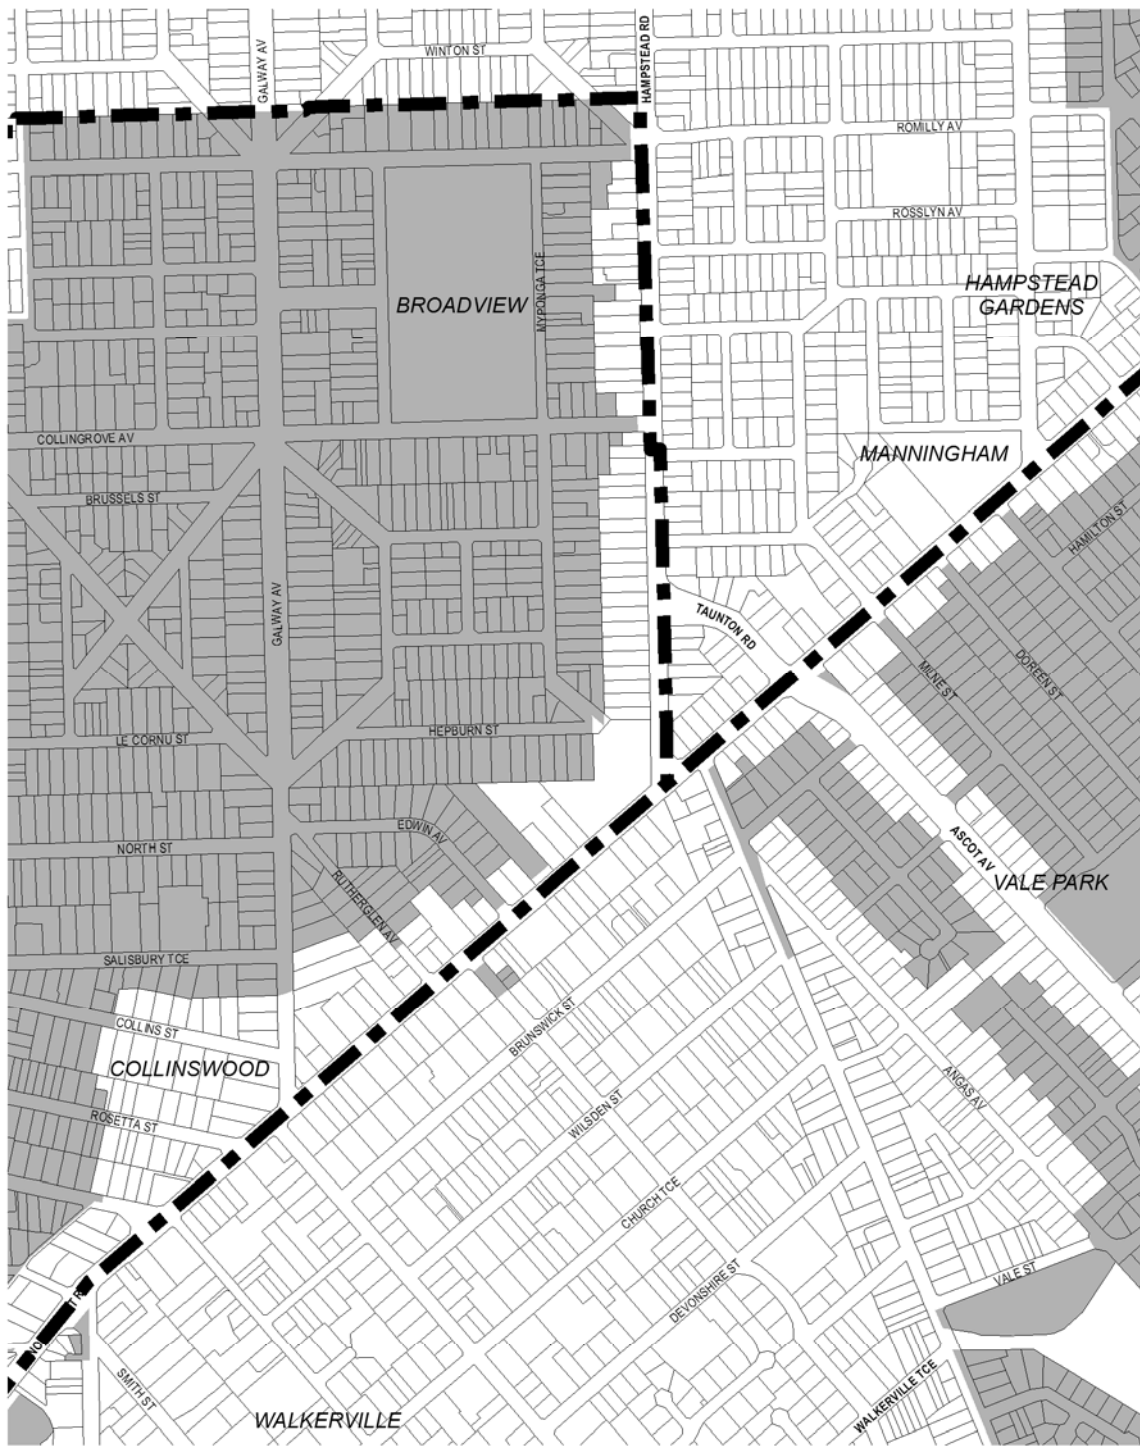 WINTON ST
GALWAY AV
HAMPSTEAD RD
ROMILLY AV
ROSSLYN AV
HAMPSTEAD
GARDENS
BROADVIEW
MYPONGA TCE
COLLINGROVE AV
MANNINGHAM
BRUSSELS ST
HAMILTON ST
GALWAY AV
TAUNTON RD
MILNE ST
DOREEN ST
LE CORNU ST
HEPBURN ST
NORTH ST
EDWIN AV
ASCOT AV
VALE PARK
RUTHERGLEN AV
SALISBURY TCE
COLLINS ST
BRUNSWICK ST
COLLINSWOOD
ANGAS AV
ROSETTA ST
WILSDEN ST
CHURCH TCE
DEVONSHIRE ST
VALE ST
SMITH ST
WALKERVILLE TCE
WALKERVILLE